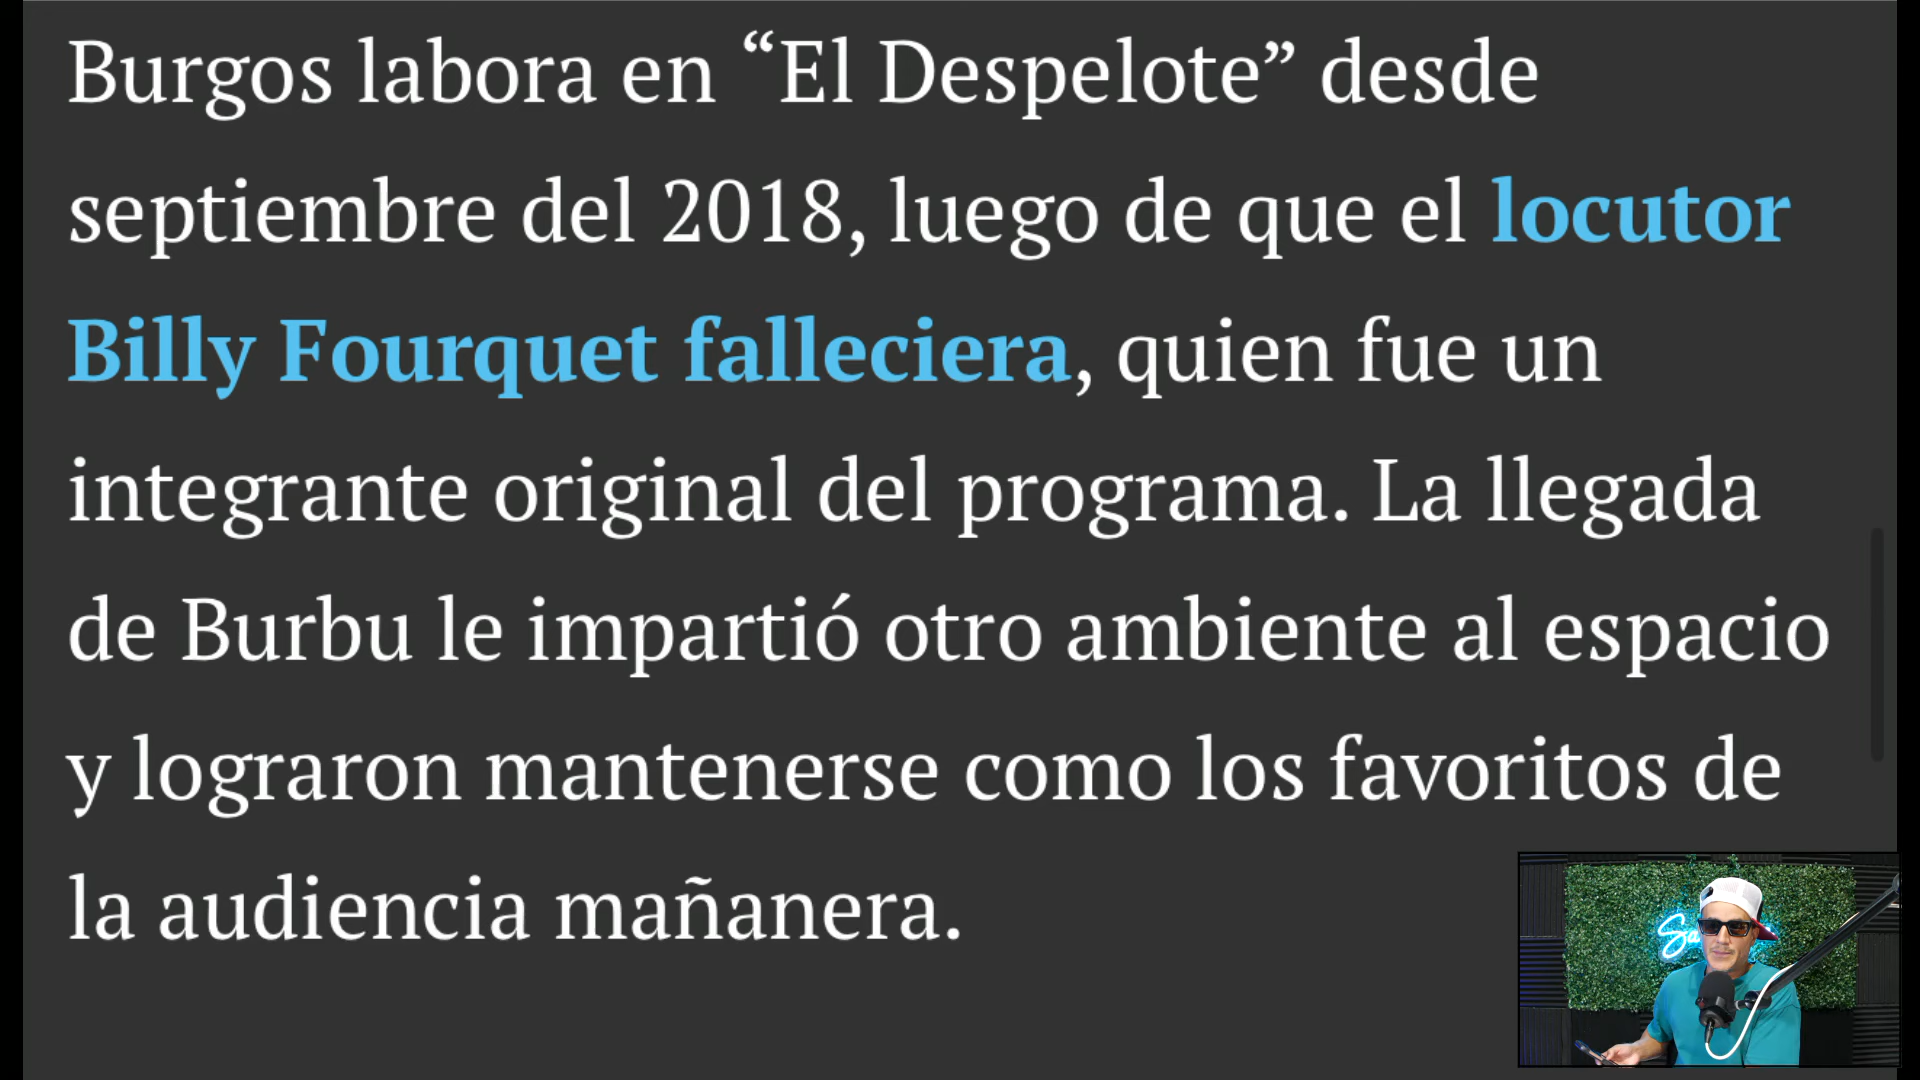 Burgos labora en “El Despelote” desde
septiembre del 2018, luego de que el locutor
Billy Fourquet falleciera, quien fue un
integrante original del programa. La llegada
de Burbu le impartió otro ambiente al espacio
y lograron mantenerse como los favoritos de
la audiencia mañanera.